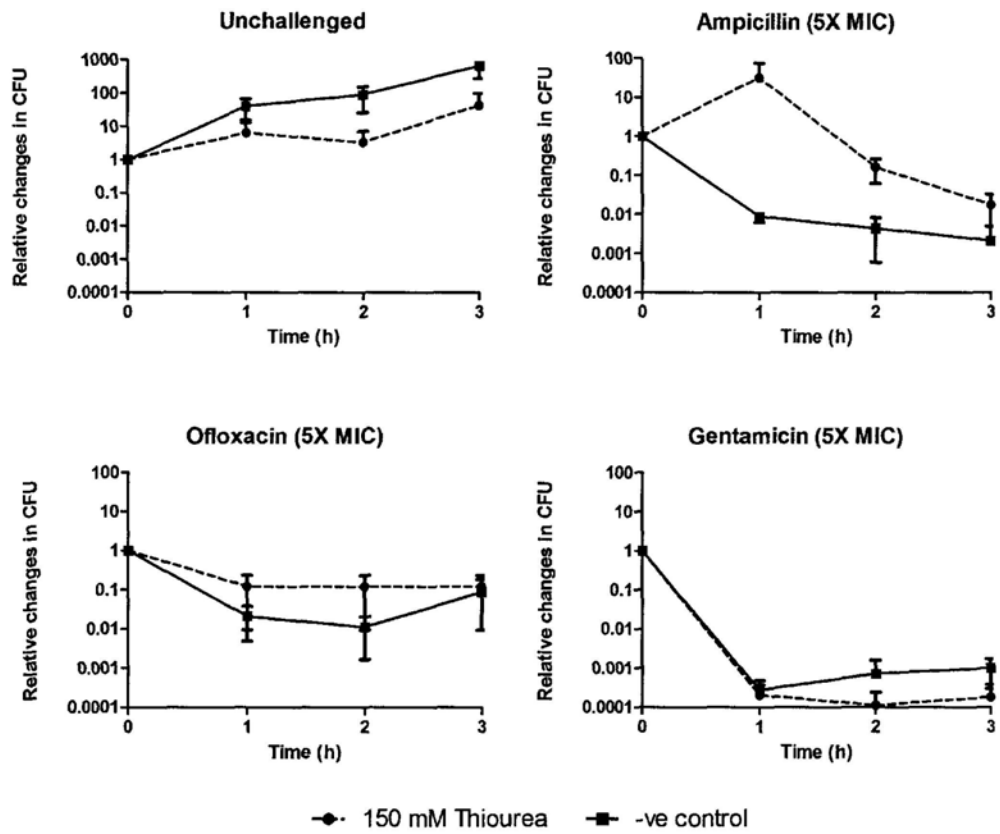 Unchallenged
Relative changes in CFU
1000
100
10
1
0.1
0.01
0.001
0.0001
0 1 2 3
Time (h)
Ampicillin (5X MIC)
Relative changes in CFU
100
10
1
0.1
0.01
0.001
0.0001
0 1 2 3
Time (h)
Ofloxacin (5X MIC)
Relative changes in CFU
100
10
1
0.1
0.01
0.001
0.0001
0 1 2 3
Time (h)
Gentamicin (5X MIC)
Relative changes in CFU
100
10
1
0.1
0.01
0.001
0.0001
0 1 2 3
Time (h)
150 mM Thiourea -ve control